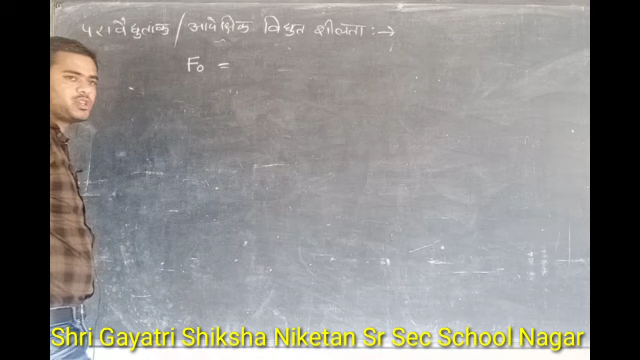 परावैद्युतांक / आपेक्षिक विद्युत शीलता :->
F₀ =
Shri Gayatri Shiksha Niketan Sr Sec School Nagar